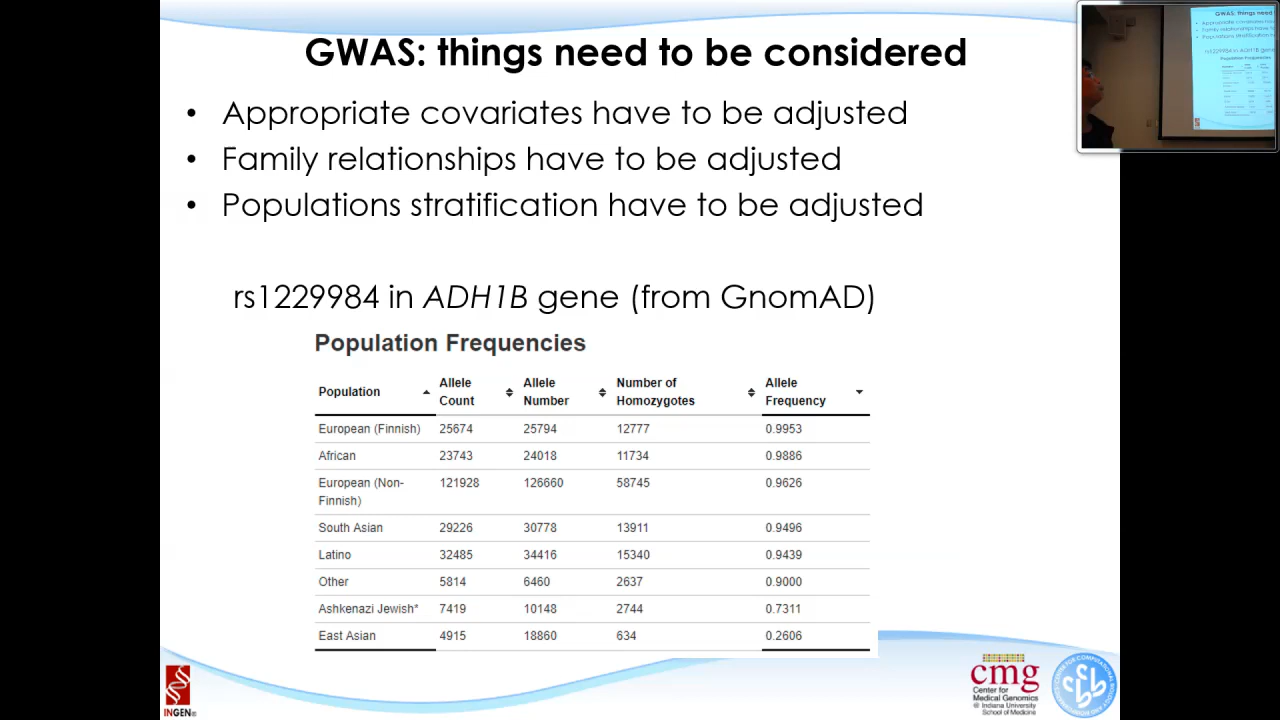 GWAS: things need to be considered
• Appropriate covariates have to be adjusted
• Family relationships have to be adjusted
• Populations stratification have to be adjusted
rs1229984 in ADH1B gene (from GnomAD)
Population Frequencies
Population Allele Count Allele Number Number of Homozygotes Allele Frequency
European (Finnish) 25674 25794 12777 0.9953
African 23743 24018 11734 0.9886
European (Non-Finnish) 121928 126660 58745 0.9626
South Asian 29226 30778 13911 0.9496
Latino 32485 34416 15340 0.9439
Other 5814 6460 2637 0.9000
Ashkenazi Jewish* 7419 10148 2744 0.7311
East Asian 4915 18860 634 0.2606
INGEN
cmg
Center for
Medical Genomics
@ Indiana University
School of Medicine